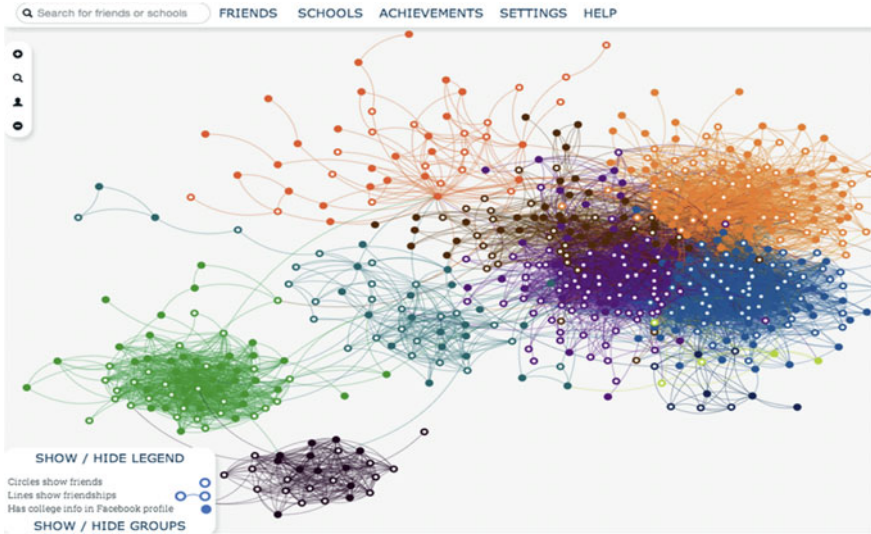 Search for friends or schools FRIENDS SCHOOLS ACHIEVEMENTS SETTINGS HELP
SHOW / HIDE LEGEND
Circles show friends
Lines show friendships
Has college info in Facebook profile
SHOW / HIDE GROUPS